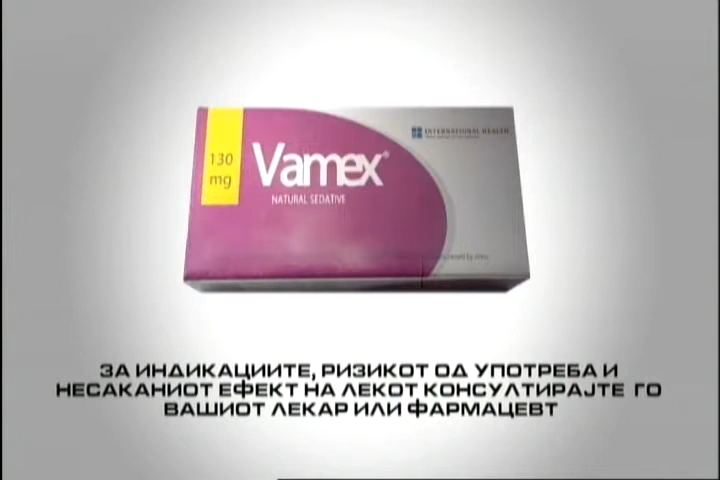 130
mg
Vamex®
NATURAL SEDATIVE
INTERNATIONAL HEALTH
ЗА ИНДИКАЦИИТЕ, РИЗИКОТ ОД УПОТРЕБА И
НЕСАКАНИОТ ЕФЕКТ НА ЛЕКОТ КОНСУЛТИРАЈТЕ ГО
ВАШИОТ ЛЕКАР ИЛИ ФАРМАЦЕВТ